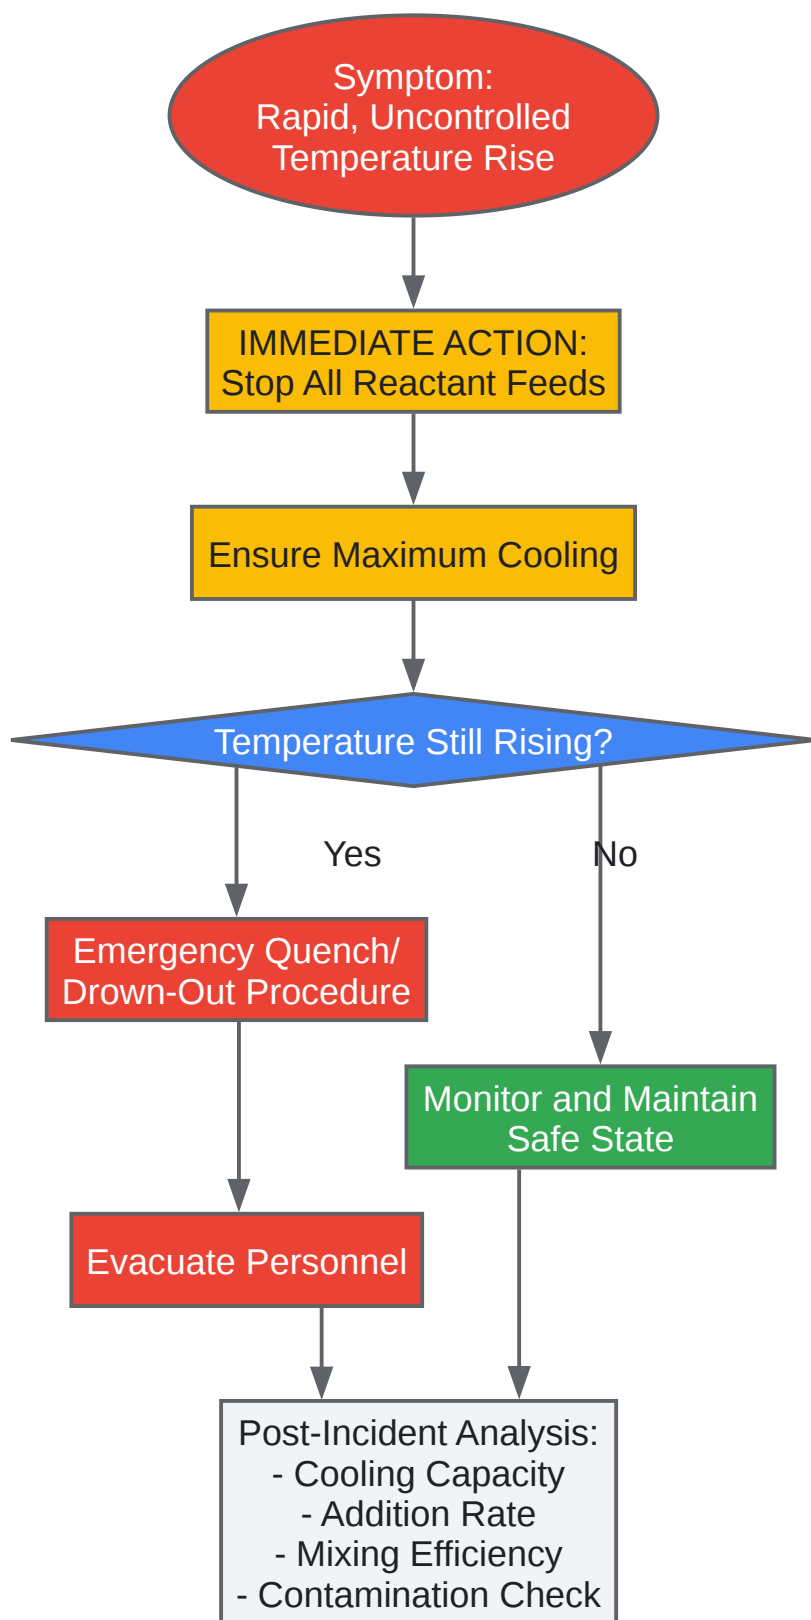 Symptom:
Rapid, Uncontrolled
Temperature Rise
IMMEDIATE ACTION:
Stop All Reactant Feeds
Ensure Maximum Cooling
Temperature Still Rising?
Yes
No
Emergency Quench/
Drown-Out Procedure
Monitor and Maintain
Safe State
Evacuate Personnel
Post-Incident Analysis:
- Cooling Capacity
- Addition Rate
- Mixing Efficiency
- Contamination Check